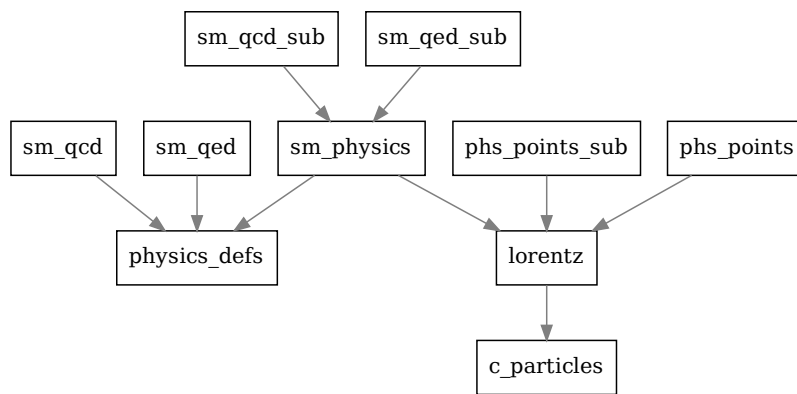 sm_qcd_sub
sm_qed_sub
sm_qcd
sm_qed
sm_physics
phs_points_sub
phs_points
physics_defs
lorentz
c_particles